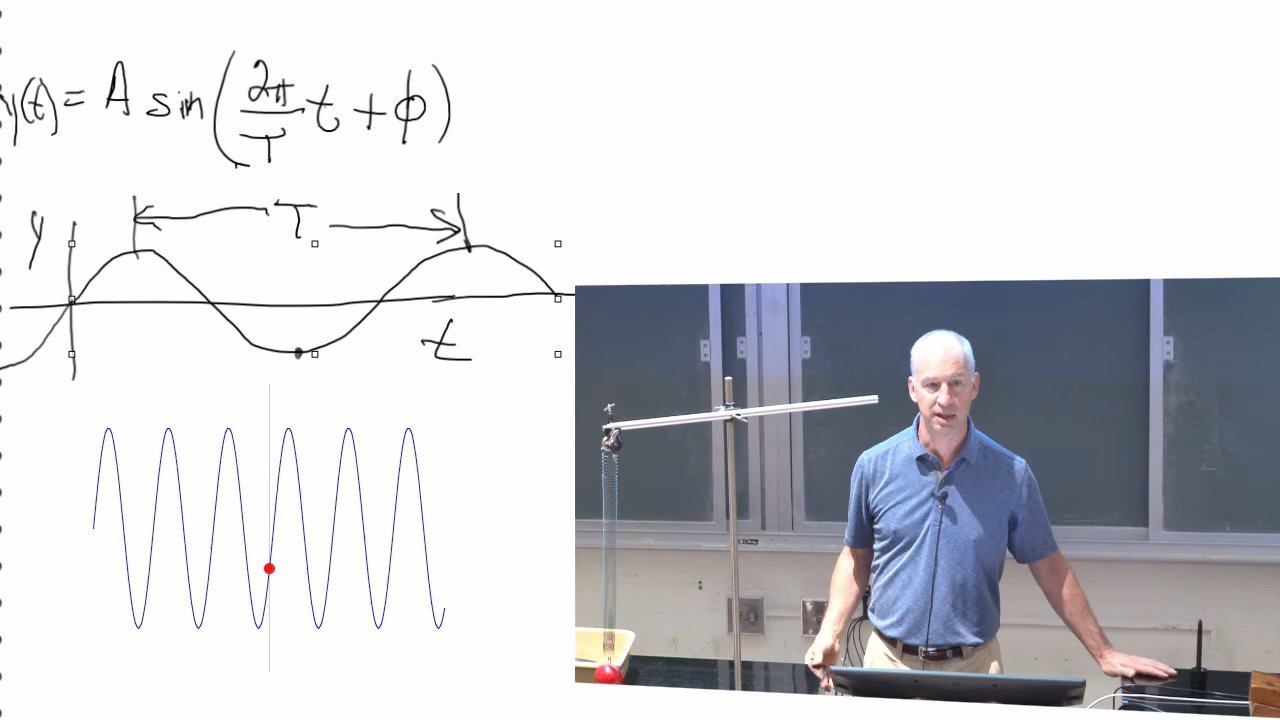 y(t) = A sin(2π/T t + φ)
y
T
t